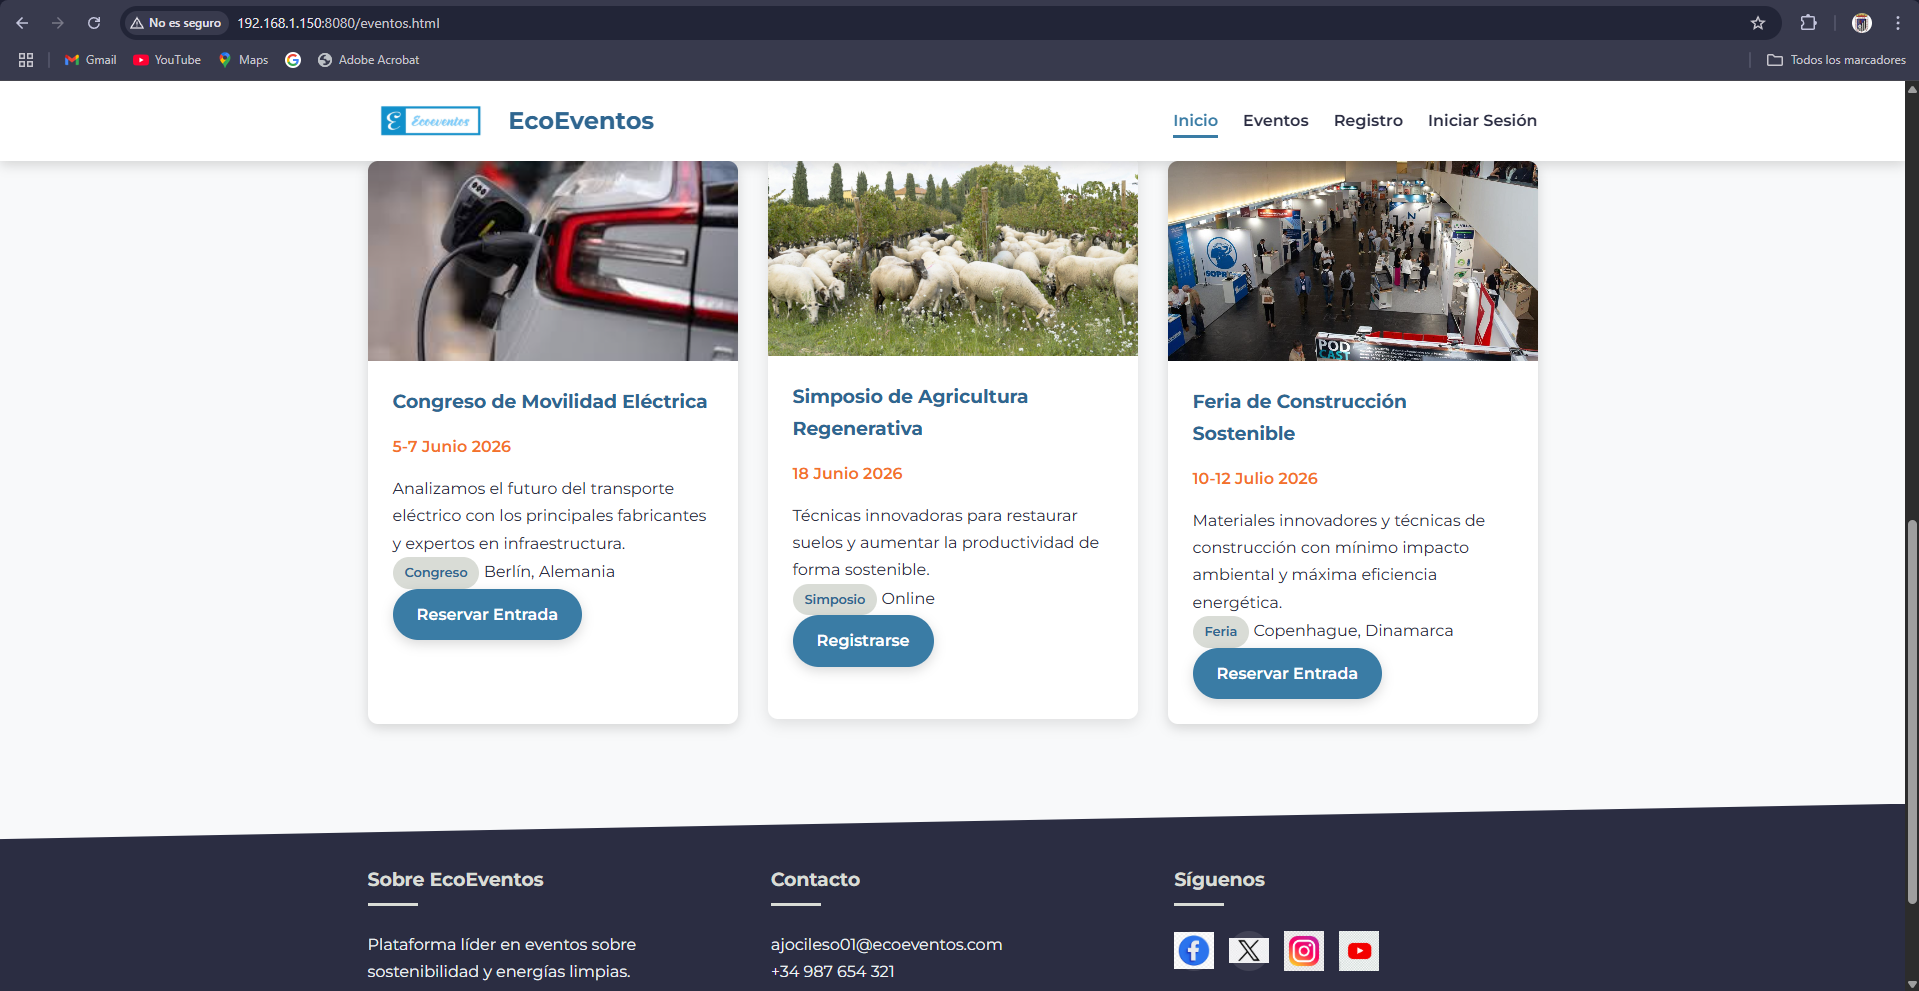 No es seguro
192.168.1.150:8080/eventos.html
Gmail
YouTube
Maps
Adobe Acrobat
Todos los marcadores
Ecoeventos
EcoEventos
Inicio
Eventos
Registro
Iniciar Sesión
POD
CAST
Congreso de Movilidad Eléctrica
5-7 Junio 2026
Analizamos el futuro del transporte
eléctrico con los principales fabricantes
y expertos en infraestructura.
Congreso Berlín, Alemania
Reservar Entrada
Simposio de Agricultura
Regenerativa
18 Junio 2026
Técnicas innovadoras para restaurar
suelos y aumentar la productividad de
forma sostenible.
Simposio Online
Registrarse
Feria de Construcción
Sostenible
10-12 Julio 2026
Materiales innovadores y técnicas de
construcción con mínimo impacto
ambiental y máxima eficiencia
energética.
Feria Copenhague, Dinamarca
Reservar Entrada
Sobre EcoEventos
Plataforma líder en eventos sobre
sostenibilidad y energías limpias.
Contacto
ajocileso01@ecoeventos.com
+34 987 654 321
Síguenos